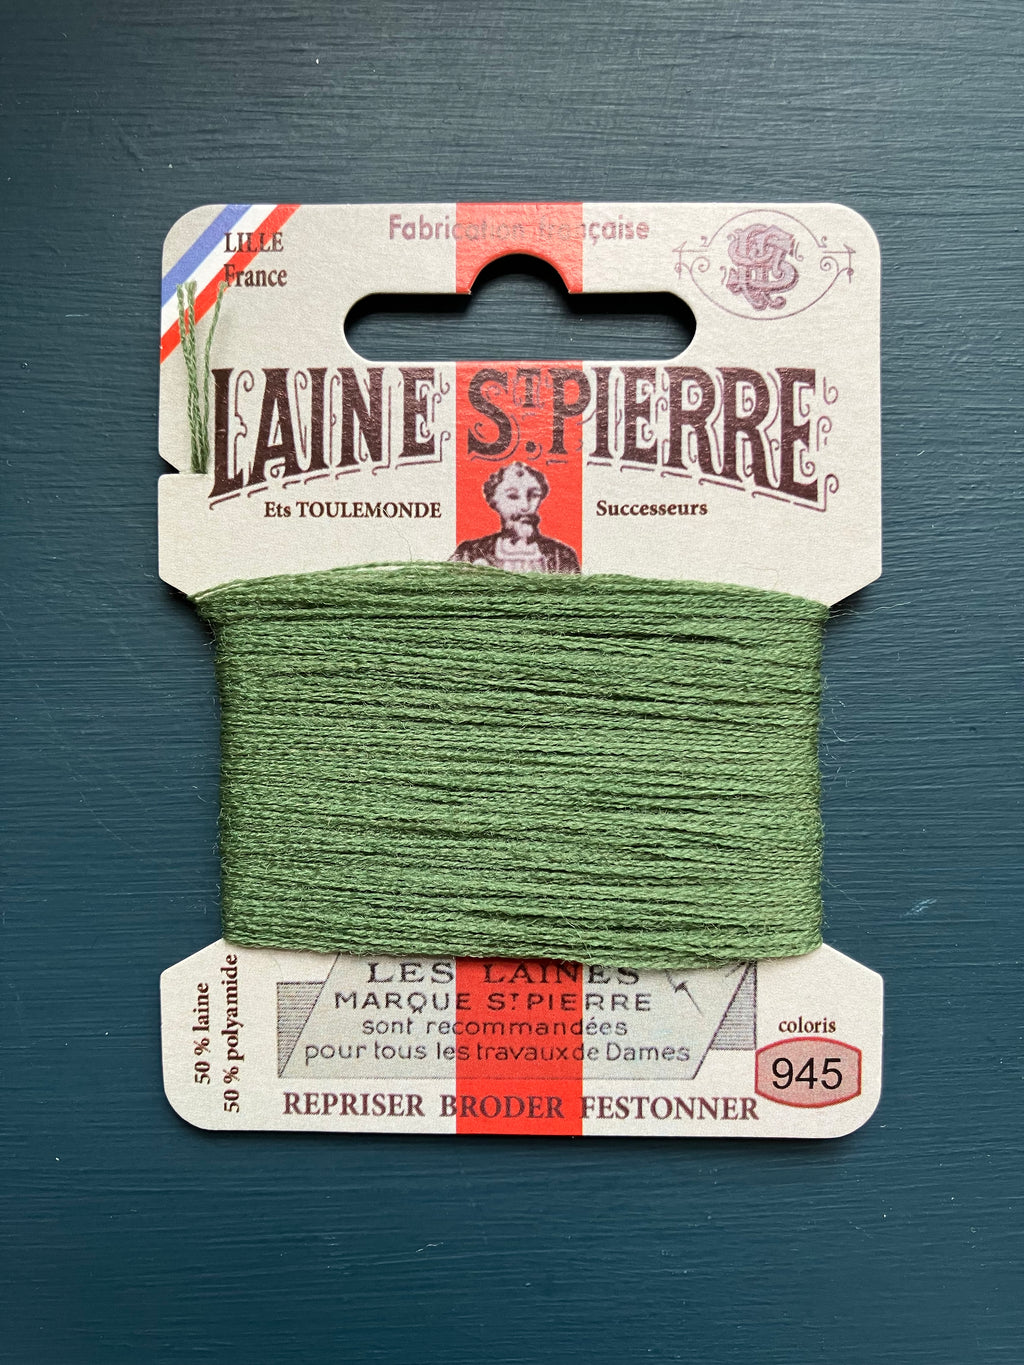 LILLE
France
Fabrication Française
LAINE ST. PIERRE
Ets TOULEMONDE Successeurs
50 % laine
50 % polyamide
LES LAINES
MARQUE ST PIERRE
sont recommandées
pour tous les travaux de Dames
REPRISER BRODER FESTONNER
coloris
945